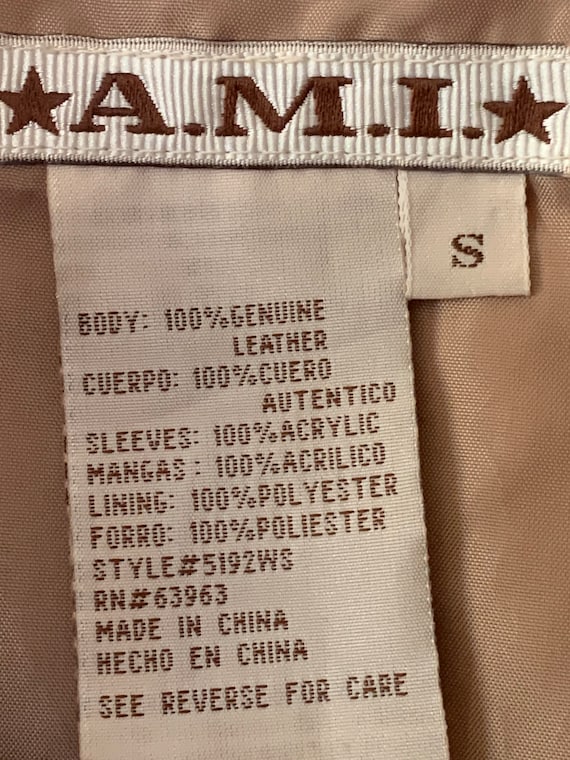 ★A.M.I.★
S
BODY: 100%GENUINE
LEATHER
CUERPO: 100%CUERO
AUTENTICO
SLEEVES: 100%ACRYLIC
MANGAS: 100%ACRILICO
LINING: 100%POLYESTER
FORRO: 100%POLIESTER
STYLE#5192WS
RN#63963
MADE IN CHINA
HECHO EN CHINA
SEE REVERSE FOR CARE